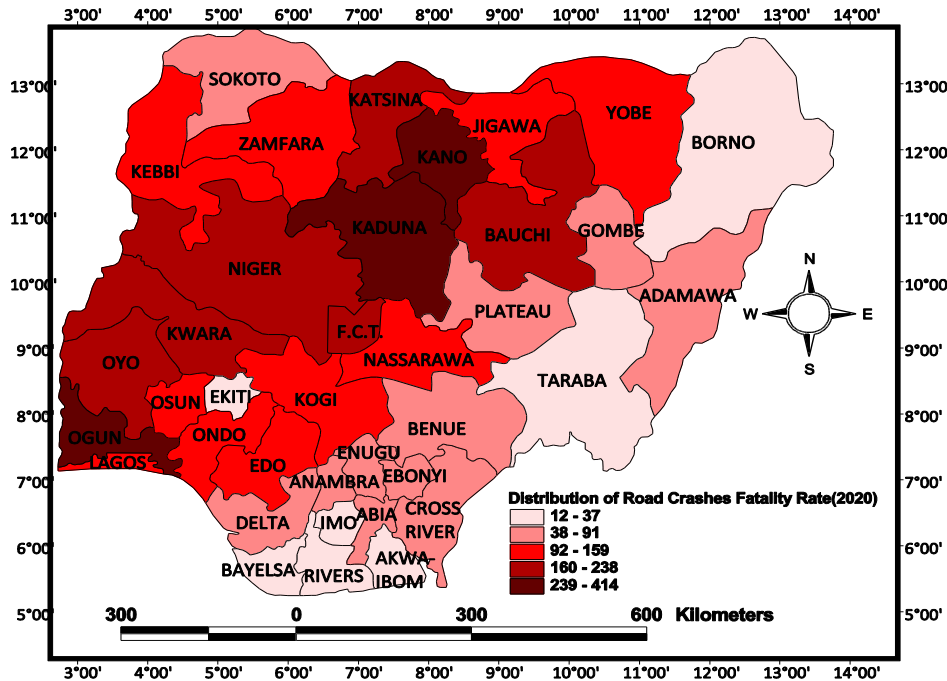 3°00' 4°00' 5°00' 6°00' 7°00' 8°00' 9°00' 10°00' 11°00' 12°00' 13°00' 14°00'
13°00' 13°00'
12°00' 12°00'
11°00' 11°00'
10°00' 10°00'
9°00' 9°00'
8°00' 8°00'
7°00' 7°00'
6°00' 6°00'
5°00' 5°00'
SOKOTO
KATSINA
ZAMFARA
JIGAWA
YOBE
BORNO
KANO
KEBBI
KADUNA
BAUCHI
GOMBE
NIGER
ADAMAWA
PLATEAU
KWARA
F.C.T.
OYO
NASSARAWA
TARABA
OSUN
EKITI
KOGI
OGUN
ONDO
BENUE
LAGOS
EDO
ENUGU
ANAMBRA
EBONYI
DELTA
IMO
ABIA
CROSS
RIVER
BAYELSA
RIVERS
AKWA-
IBOM
N
W E
S
Distribution of Road Crashes Fatality Rate(2020)
12 - 37
38 - 91
92 - 159
160 - 238
239 - 414
300 0 300 600 Kilometers
3°00' 4°00' 5°00' 6°00' 7°00' 8°00' 9°00' 10°00' 11°00' 12°00' 13°00' 14°00'